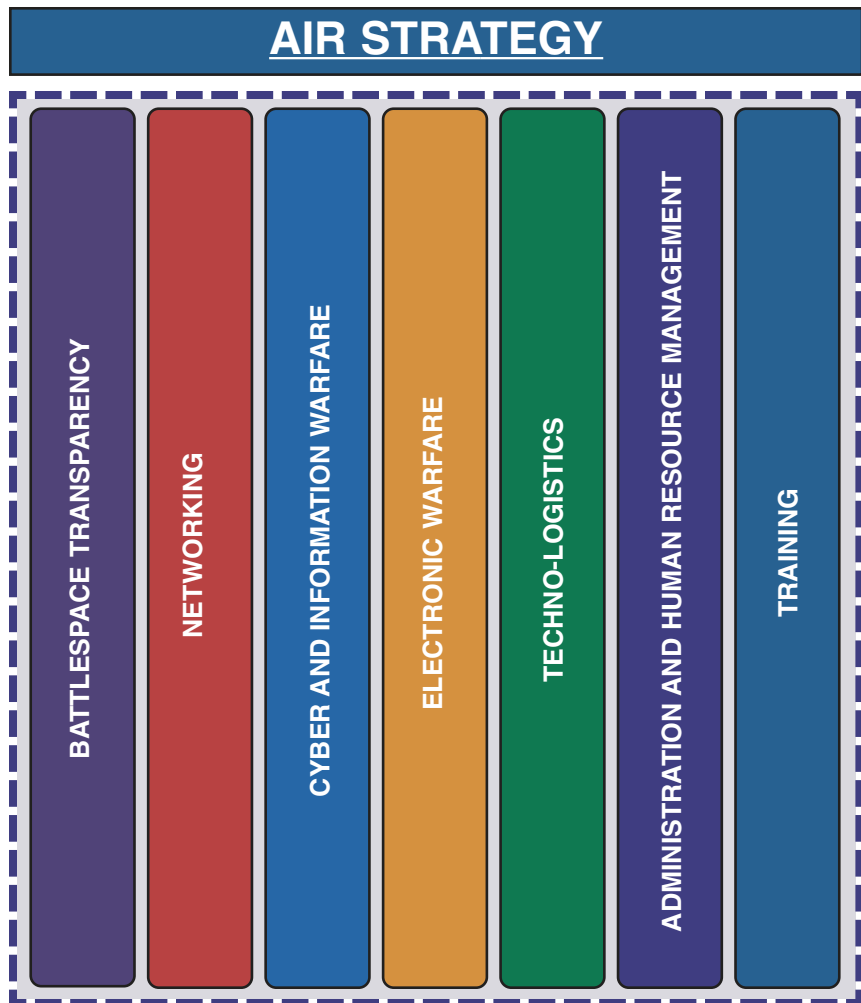 AIR STRATEGY
BATTLESPACE TRANSPARENCY
NETWORKING
CYBER AND INFORMATION WARFARE
ELECTRONIC WARFARE
TECHNO-LOGISTICS
ADMINISTRATION AND HUMAN RESOURCE MANAGEMENT
TRAINING